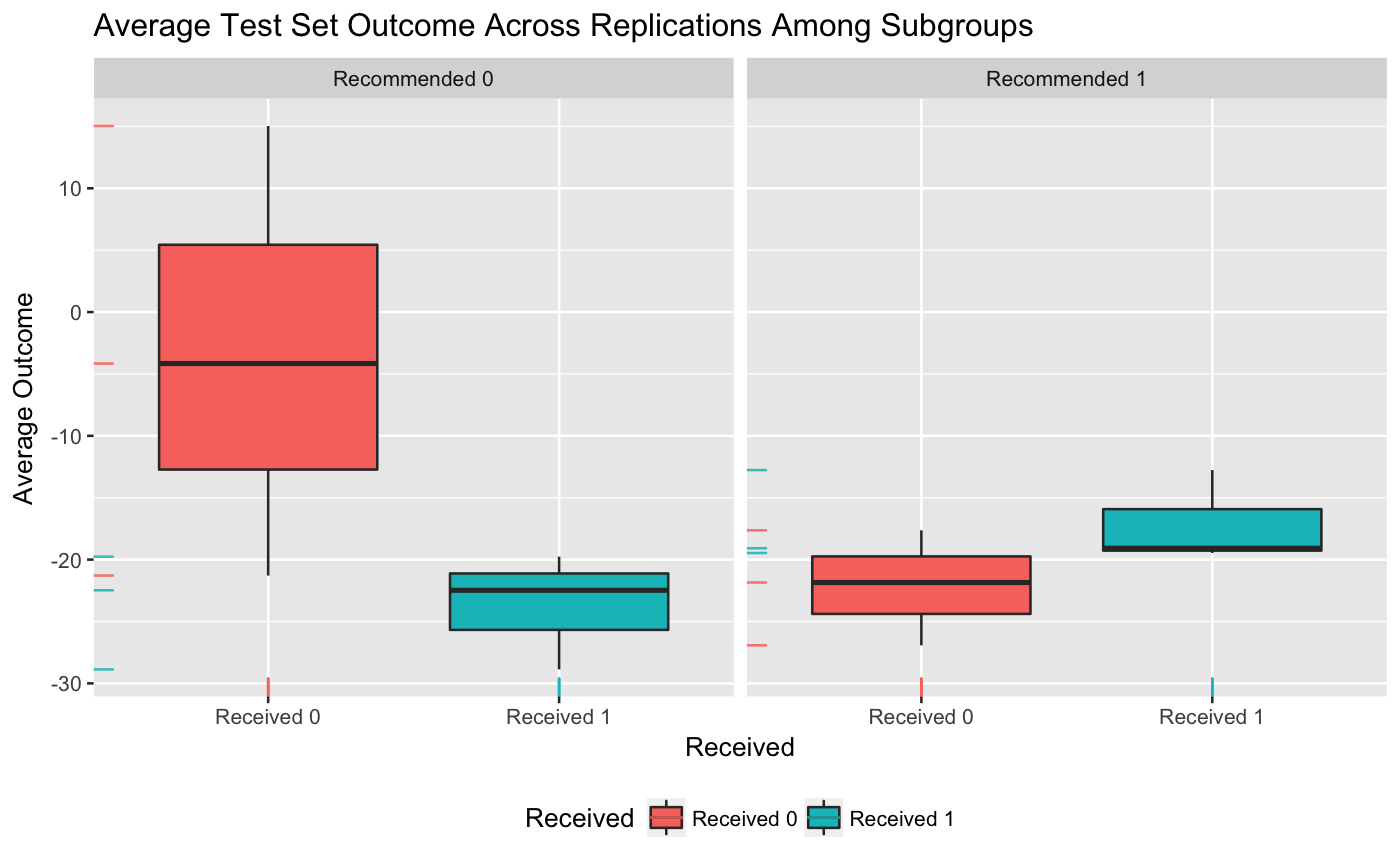 Average Test Set Outcome Across Replications Among Subgroups
Recommended 0
Recommended 1
Average Outcome
10
0
-10
-20
-30
Received 0
Received 1
Received 0
Received 1
Received
Received
Received 0
Received 1